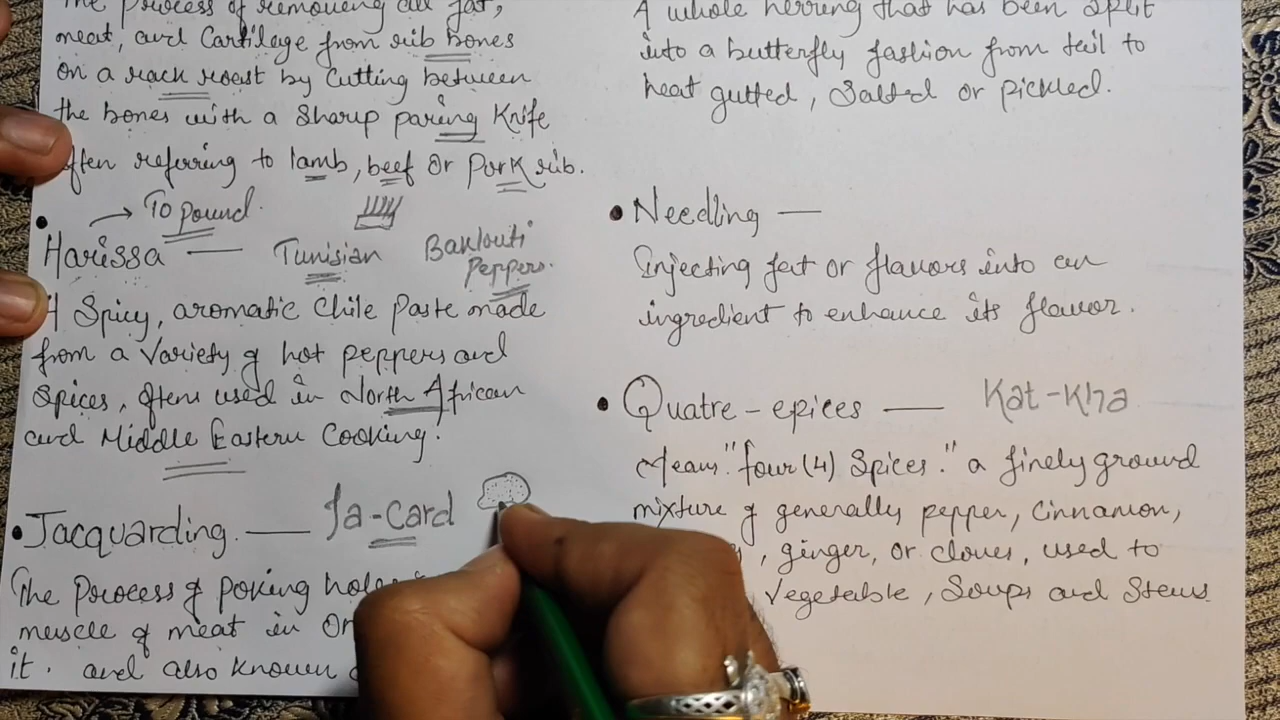 The Process of removeing all fat,
meat, and Cartilage from rib bones
on a rack roast by Cutting between
the bones with a Sharp paring Knife
often referring to lamb, beef or Pork rib.
To pound.
Harissa — Tunisian Baklouti
Peppers.
A Spicy, aromatic Chile Paste made
from a Variety of hot peppers and
Spices, Often used in North African
and Middle Eastern Cooking.
• Jacquarding. — Ja-Card
The Process of Poking holes
muscle of meat in Or
it. and also known
A whole herring that has been Split
into a butterfly fashion from tail to
heat gutted, Salted or pickled.
• Needling —
Injecting fat or flavors into an
ingredient to enhance its flavor.
• Quatre-epices — Kat-Kha
Means "four (4) Spices." a finely ground
mixture of generally pepper, Cinnamon,
, ginger, or cloves, used to
Vegetable, Soups and Stews